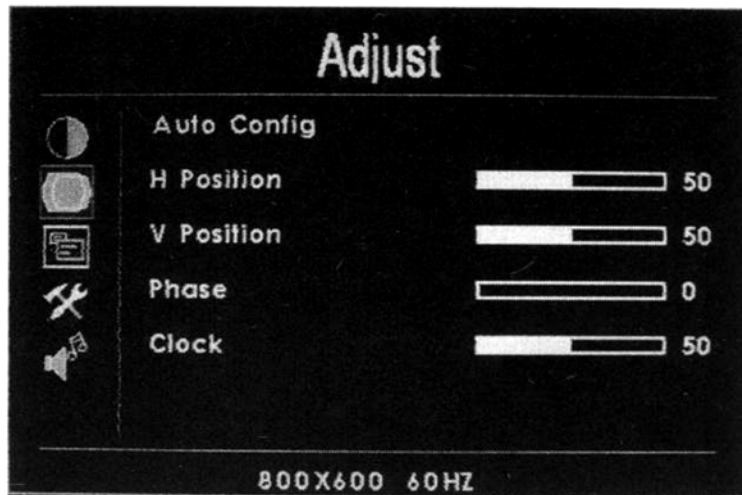 Adjust
Auto Config
H Position 50
V Position 50
Phase 0
Clock 50
800X600 60HZ